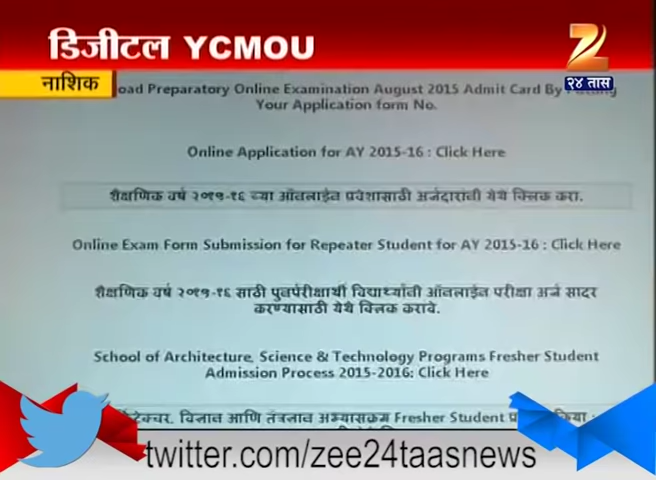 डिजीटल YCMOU
Z
२४ तास
नाशिक
oad Preparatory Online Examination August 2015 Admit Card By
Your Application form No.
Online Application for AY 2015-16 : Click Here
शैक्षणिक वर्ष २०१५-१६ च्या ऑनलाईन प्रवेशासाठी अर्जदारांनी येथे क्लिक करा.
Online Exam Form Submission for Repeater Student for AY 2015-16 : Click Here
शैक्षणिक वर्ष २०१५-१६ साठी पुनर्परीक्षार्थी विद्यार्थ्यांनी ऑनलाईन परीक्षा अर्ज सादर
करण्यासाठी येथे क्लिक करावे.
School of Architecture, Science & Technology Programs Fresher Student
Admission Process 2015-2016: Click Here
विज्ञान आणि तंत्रज्ञान अभ्यासक्रम Fresher Student
twitter.com/zee24taasnews